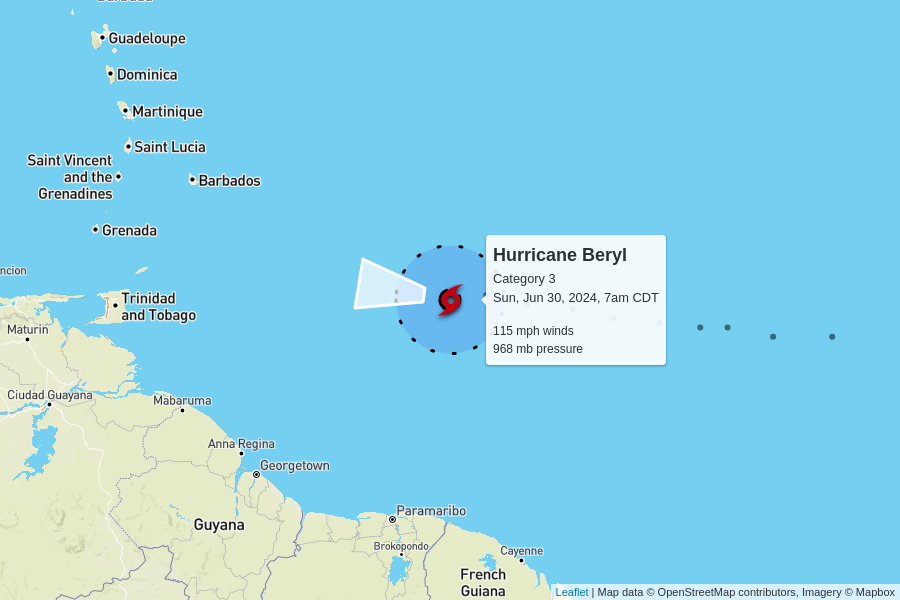 Guadeloupe
Dominica
Martinique
Saint Lucia
Saint Vincent
and the
Grenadines
Barbados
Grenada
Hurricane Beryl
Category 3
Sun, Jun 30, 2024, 7am CDT
115 mph winds
968 mb pressure
ncion
Trinidad
and Tobago
Maturin
Ciudad Guayana
Mabaruma
Anna Regina
Georgetown
Guyana
Paramaribo
Brokopondo
Cayenne
French
Guiana
Leaflet | Map data © OpenStreetMap contributors, Imagery © Mapbox